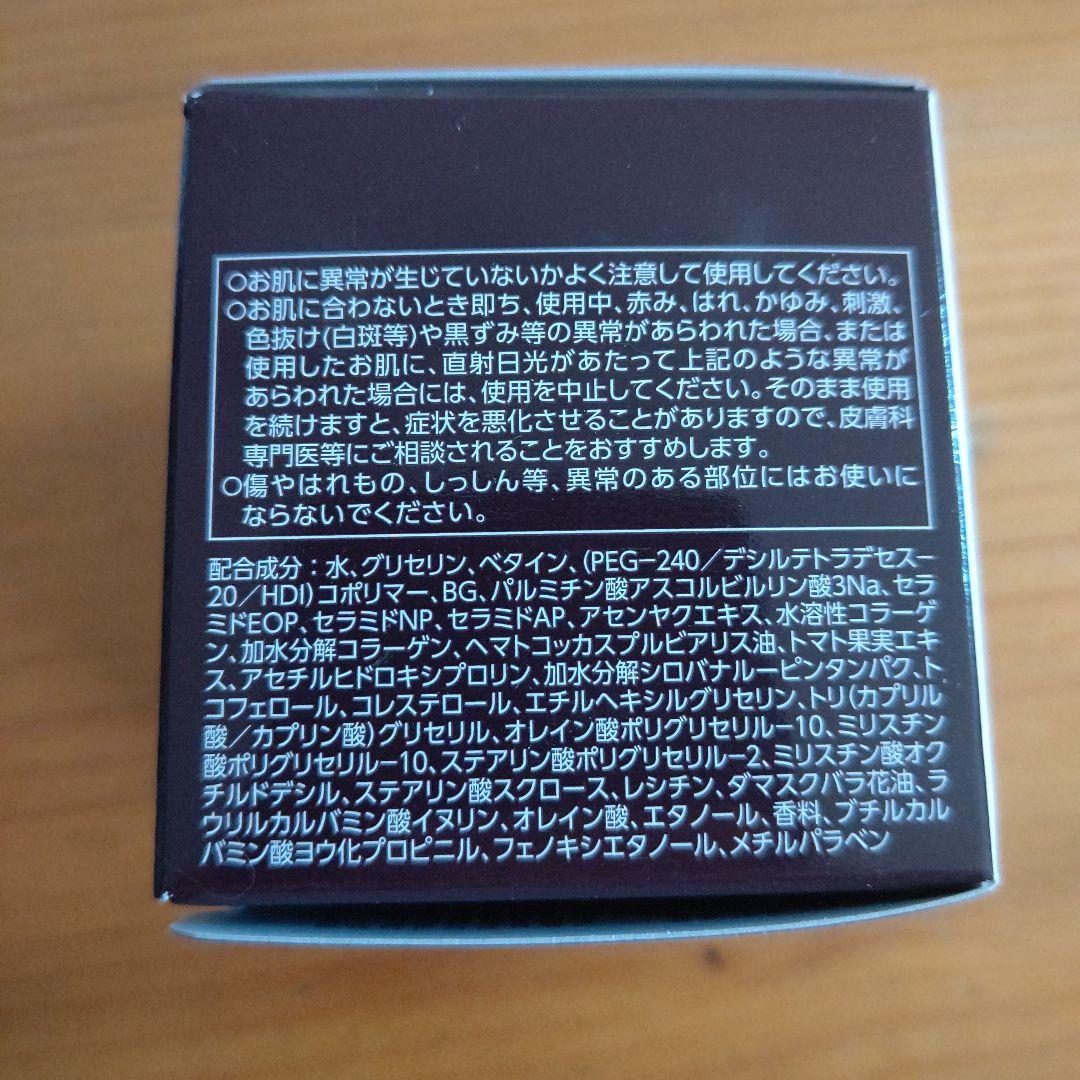 ○お肌に異常が生じていないかよく注意して使用してください。
○お肌に合わないとき即ち、使用中、赤み、はれ、かゆみ、刺激、
色抜け(白斑等)や黒ずみ等の異常があらわれた場合、または
使用したお肌に、直射日光があたって上記のような異常が
あらわれた場合には、使用を中止してください。そのまま使用
を続けますと、症状を悪化させることがありますので、皮膚科
専門医等にご相談されることをおすすめします。
○傷やはれもの、しっしん等、異常のある部位にはお使いに
ならないでください。
配合成分：水、グリセリン、ベタイン、(PEG-240／デシルテトラデセス-
20／HDI)コポリマー、BG、パルミチン酸アスコルビルリン酸3Na、セラ
ミドEOP、セラミドNP、セラミドAP、アセンヤクエキス、水溶性コラーゲ
ン、加水分解コラーゲン、ヘマトコッカスプルビアリス油、トマト果実エキ
ス、アセチルヒドロキシプロリン、加水分解シロバナルーピンタンパク、ト
コフェロール、コレステロール、エチルヘキシルグリセリン、トリ(カプリル
酸／カプリン酸)グリセリル、オレイン酸ポリグリセリル-10、ミリスチン
酸ポリグリセリル-10、ステアリン酸ポリグリセリル-2、ミリスチン酸オク
チルドデシル、ステアリン酸スクロース、レシチン、ダマスクバラ花油、ラ
ウリルカルバミン酸イヌリン、オレイン酸、エタノール、香料、ブチルカル
バミン酸ヨウ化プロピニル、フェノキシエタノール、メチルパラベン